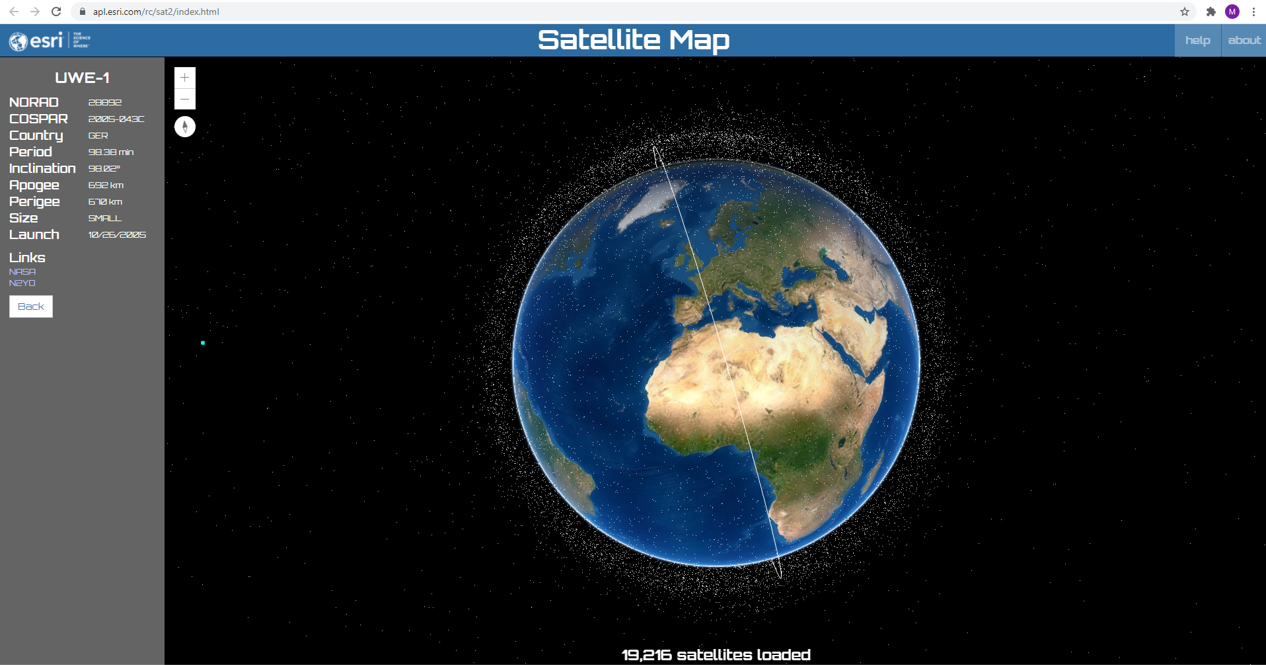 apl.esri.com/rc/sat2/index.html
M
esri THE SCIENCE OF WHERE
Satellite Map
help about
UWE-1
NORAD 28892
COSPAR 2005-043C
Country GER
Period 98.38 min
Inclination 98.02°
Apogee 692 km
Perigee 670 km
Size SMALL
Launch 10/26/2005
Links
NASA
N2YO
Back
19,216 satellites loaded